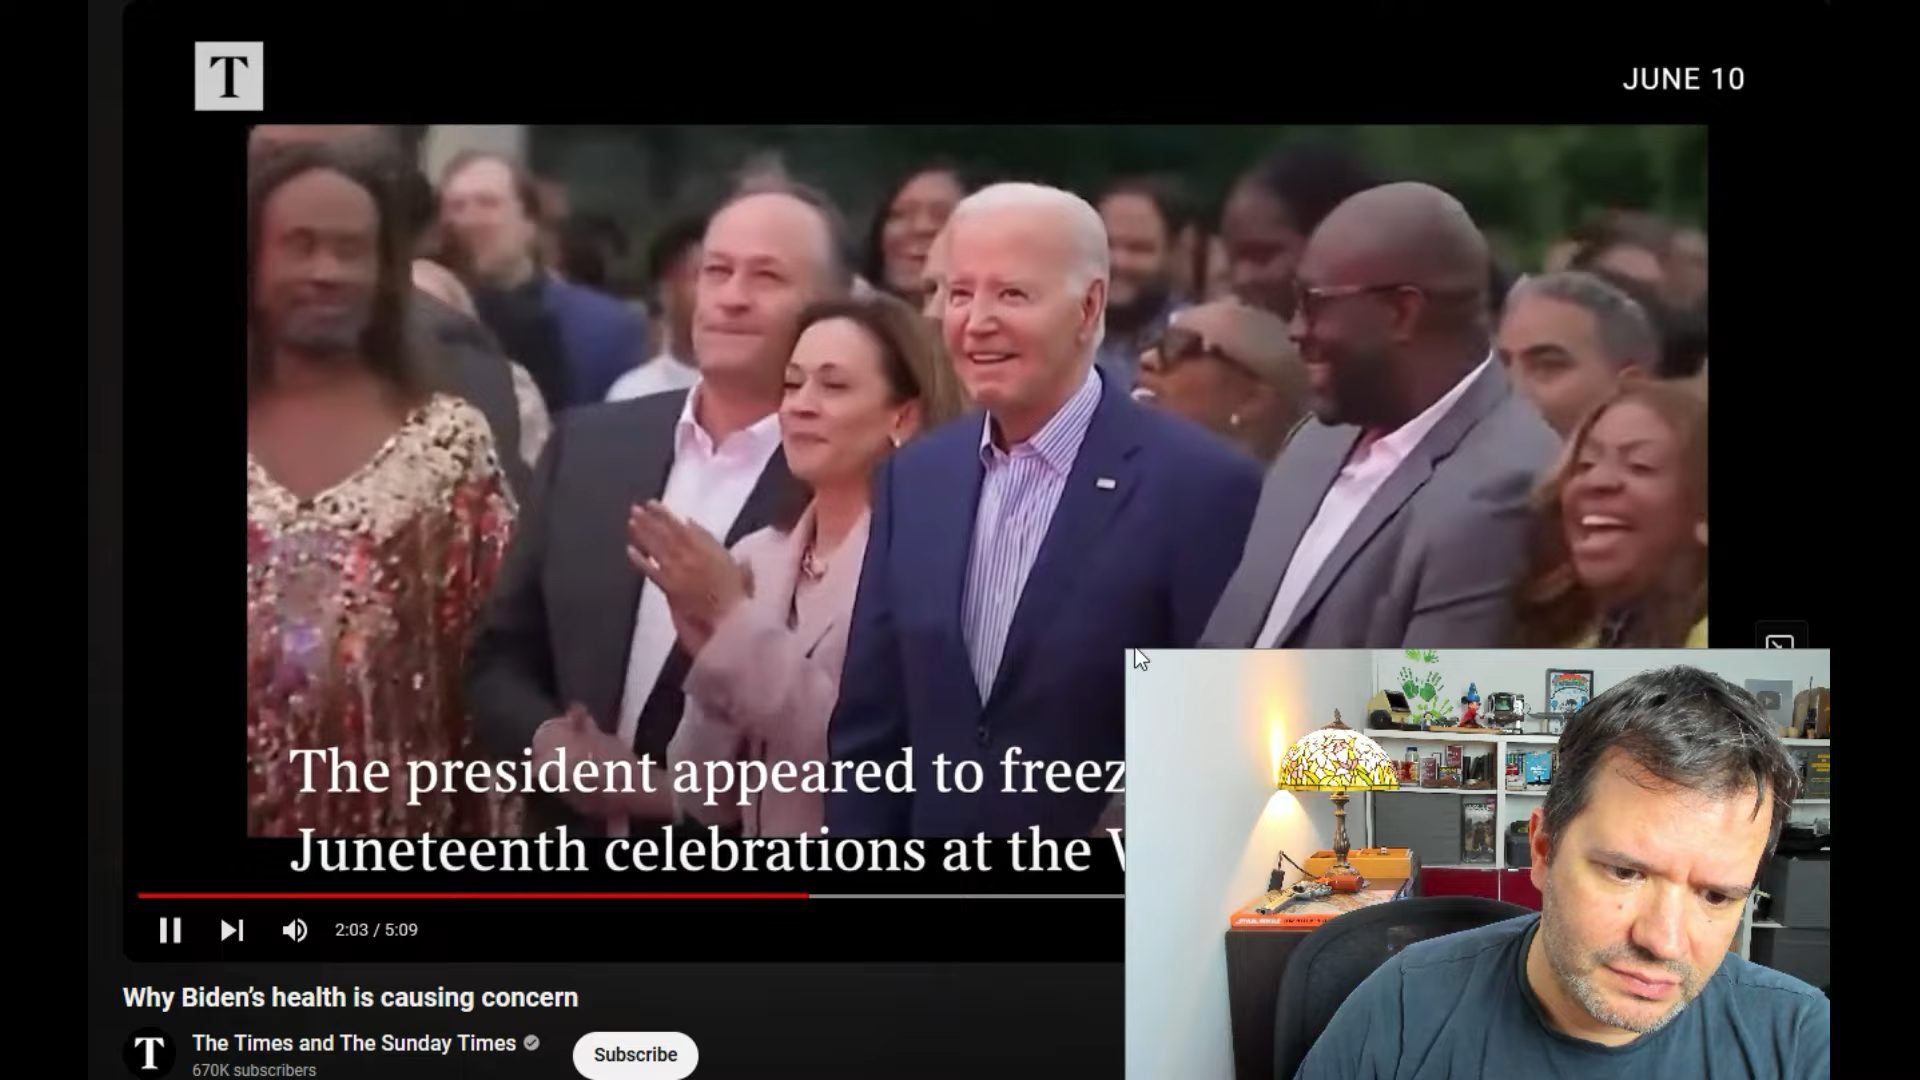 T
JUNE 10
The president appeared to freez
Juneteenth celebrations at the
2:03 / 5:09
Why Biden's health is causing concern
T
The Times and The Sunday Times
670K subscribers
Subscribe